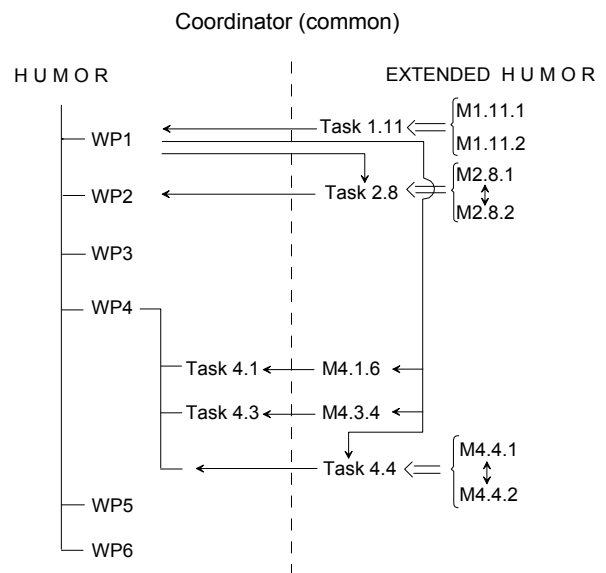 Coordinator (common)
H U M O R
EXTENDED H U M O R
Task 1.11
M1.11.1
M1.11.2
WP1
WP2
Task 2.8
M2.8.1
M2.8.2
WP3
WP4
Task 4.1
M4.1.6
Task 4.3
M4.3.4
Task 4.4
M4.4.1
M4.4.2
WP5
WP6